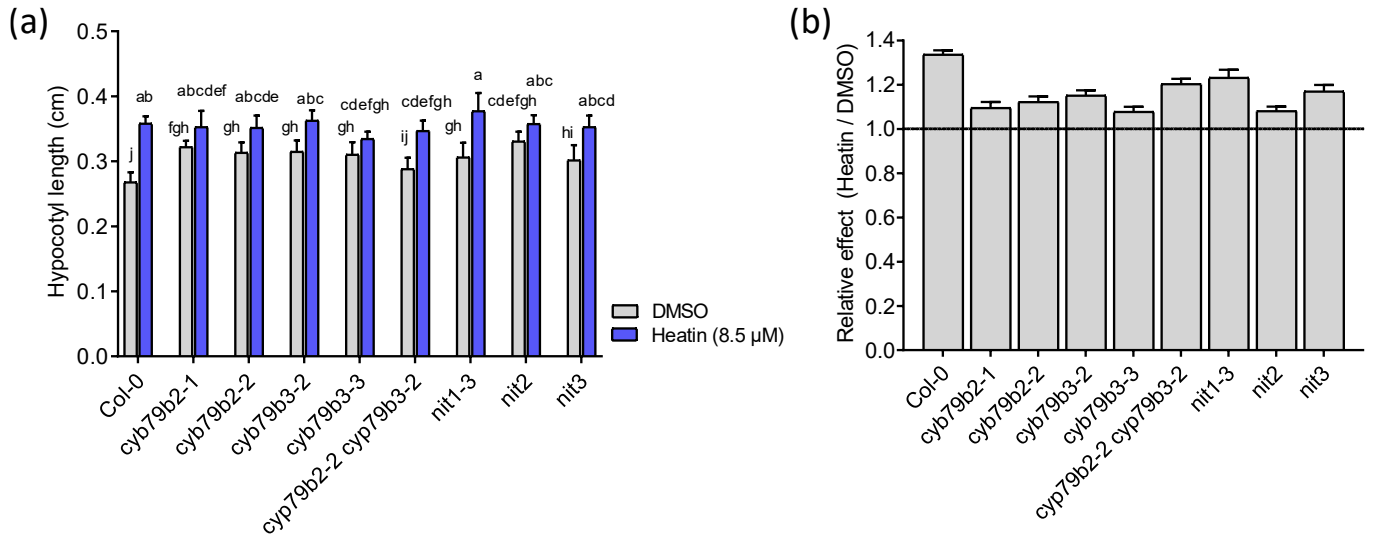 (a)
Hypocotyl length (cm)
0.5
0.4
0.3
0.2
0.1
0.0
j
ab
fgh
abcdef
gh
abcde
gh
abc
gh
cdefgh
ij
cdefgh
gh
a
cdefgh
abc
hi
abcd
DMSO
Heatin (8.5 µM)
Col-0
cyb79b2-1
cyb79b2-2
cyb79b3-2
cyb79b3-3
cyp79b2-2 cyp79b3-2
nit1-3
nit2
nit3
(b)
Relative effect (Heatin / DMSO)
1.4
1.2
1.0
0.8
0.6
0.4
0.2
0.0
Col-0
cyb79b2-1
cyb79b2-2
cyb79b3-2
cyb79b3-3
cyp79b2-2 cyp79b3-2
nit1-3
nit2
nit3